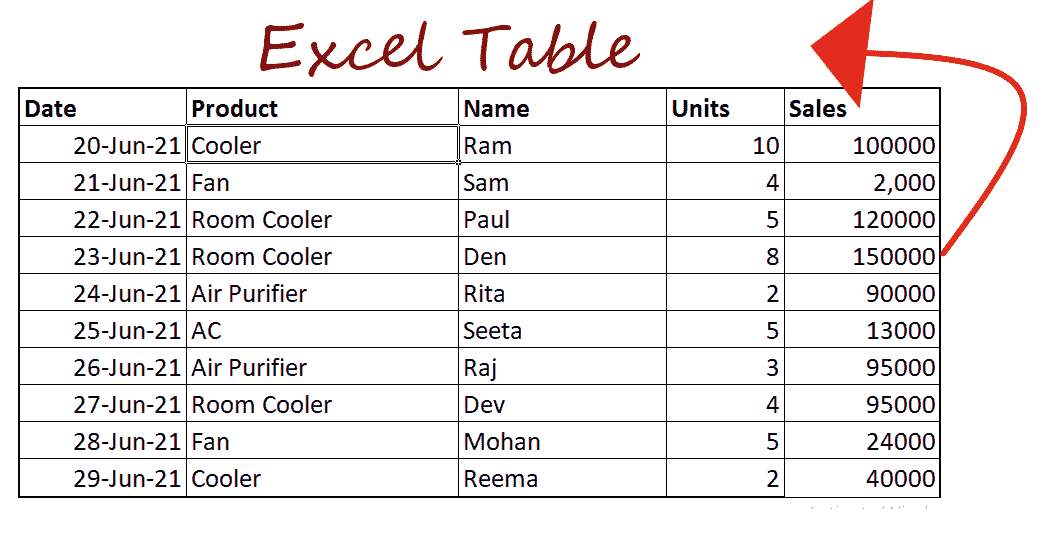 Excel Table
Date Product Name Units Sales
20-Jun-21 Cooler Ram 10 100000
21-Jun-21 Fan Sam 4 2,000
22-Jun-21 Room Cooler Paul 5 120000
23-Jun-21 Room Cooler Den 8 150000
24-Jun-21 Air Purifier Rita 2 90000
25-Jun-21 AC Seeta 5 13000
26-Jun-21 Air Purifier Raj 3 95000
27-Jun-21 Room Cooler Dev 4 95000
28-Jun-21 Fan Mohan 5 24000
29-Jun-21 Cooler Reema 2 40000